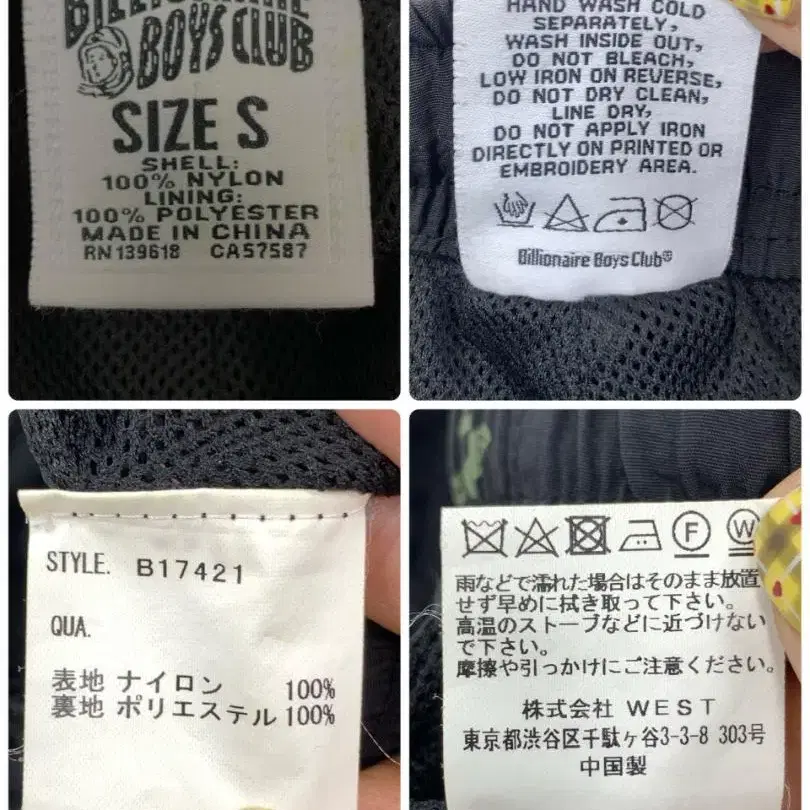 BILLIONAIRE
BOYS CLUB
SIZE S
SHELL:
100% NYLON
LINING:
100% POLYESTER
MADE IN CHINA
RN139618 CA57587
HAND WASH COLD
SEPARATELY,
WASH INSIDE OUT,
DO NOT BLEACH,
LOW IRON ON REVERSE,
DO NOT DRY CLEAN,
LINE DRY,
DO NOT APPLY IRON
DIRECTLY ON PRINTED OR
EMBROIDERY AREA.
Billionaire Boys Club®
STYLE. B17421
QUA.
表地 ナイロン 100%
裏地 ポリエステル 100%
F W
雨などで濡れた場合はそのまま放置
せず早めに拭き取って下さい。
高温のストーブなどに近づけない
で下さい。
摩擦や引っかけにご注意ください。
株式会社 WEST
東京都渋谷区千駄ヶ谷3-3-8 303号
中国製